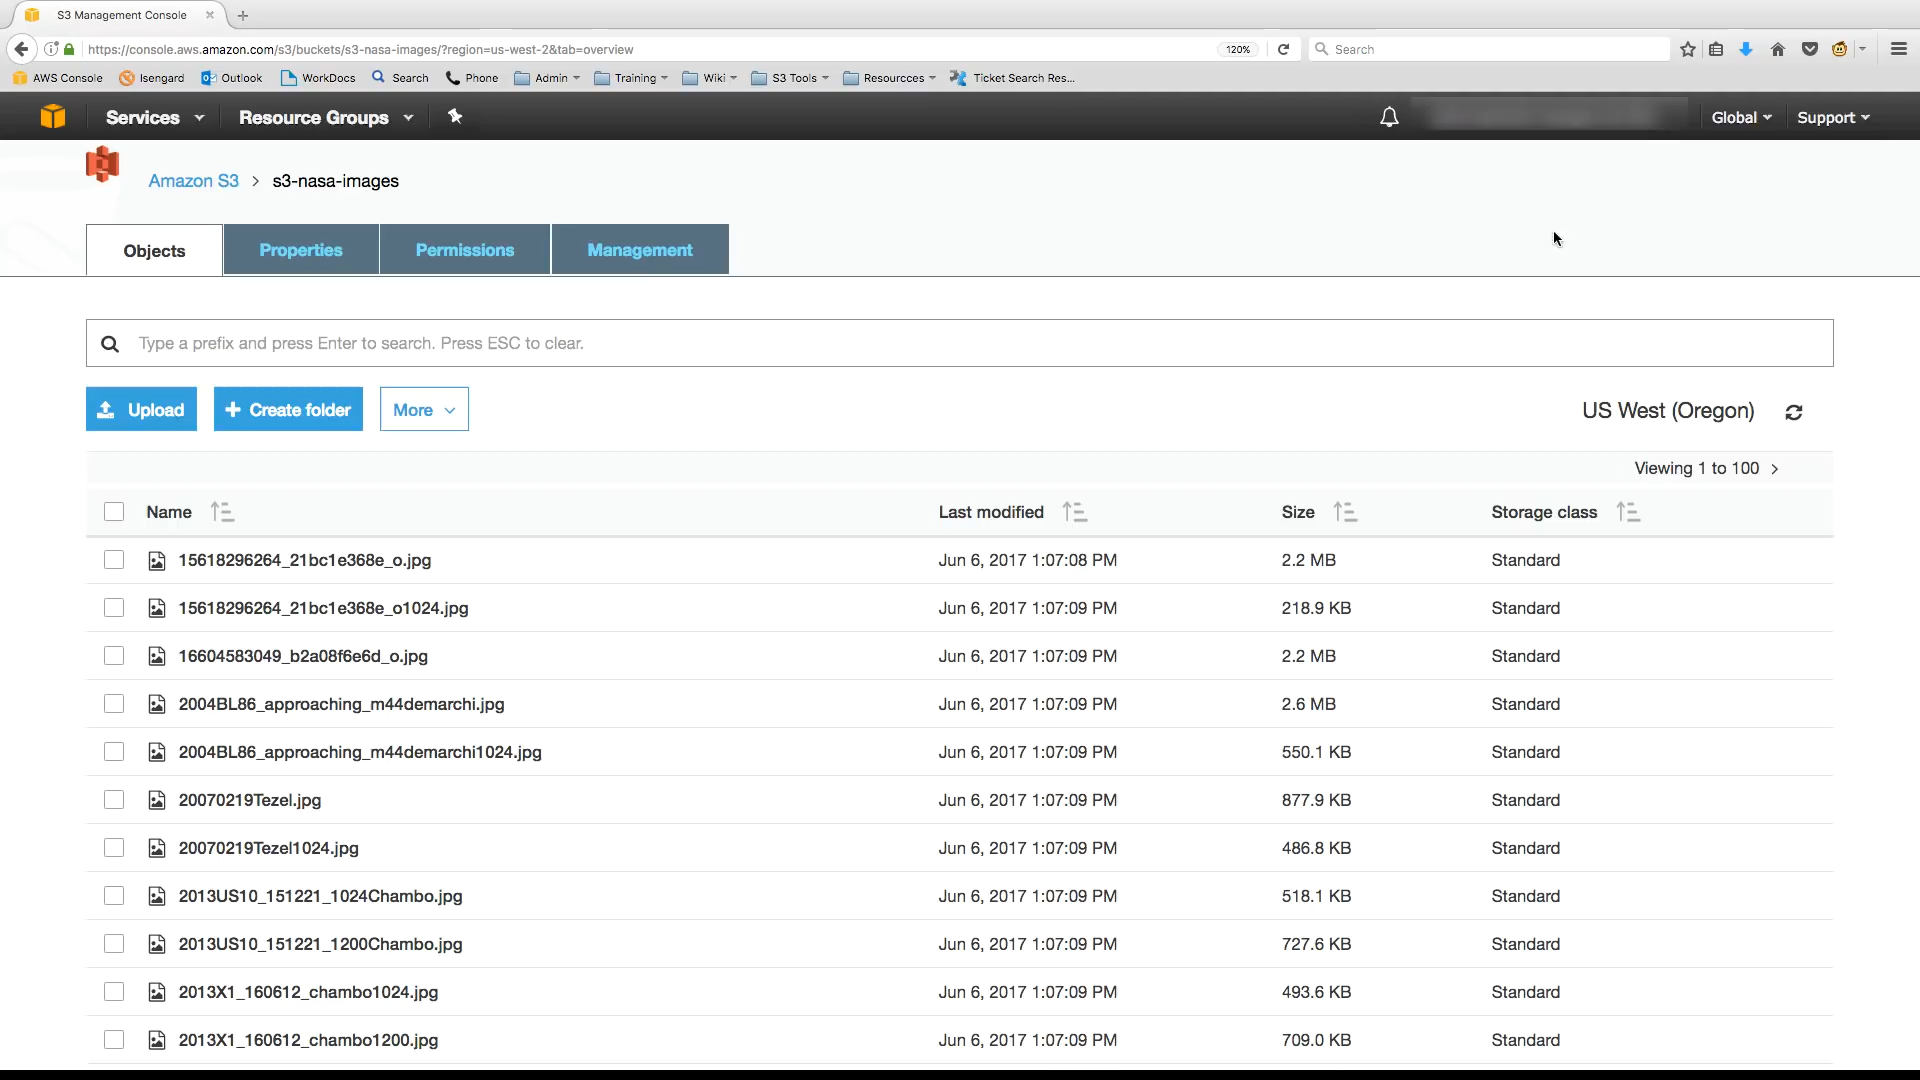 S3 Management Console
https://console.aws.amazon.com/s3/buckets/s3-nasa-images/?region=us-west-2&tab=overview
120%
Search
AWS Console
Isengard
Outlook
WorkDocs
Search
Phone
Admin
Training
Wiki
S3 Tools
Resourcces
Ticket Search Res...
Services
Resource Groups
Global
Support
Amazon S3 > s3-nasa-images
Objects
Properties
Permissions
Management
Type a prefix and press Enter to search. Press ESC to clear.
Upload
+ Create folder
More
US West (Oregon)
Viewing 1 to 100 >
Name Last modified Size Storage class
15618296264_21bc1e368e_o.jpg Jun 6, 2017 1:07:08 PM 2.2 MB Standard
15618296264_21bc1e368e_o1024.jpg Jun 6, 2017 1:07:09 PM 218.9 KB Standard
16604583049_b2a08f6e6d_o.jpg Jun 6, 2017 1:07:09 PM 2.2 MB Standard
2004BL86_approaching_m44demarchi.jpg Jun 6, 2017 1:07:09 PM 2.6 MB Standard
2004BL86_approaching_m44demarchi1024.jpg Jun 6, 2017 1:07:09 PM 550.1 KB Standard
20070219Tezel.jpg Jun 6, 2017 1:07:09 PM 877.9 KB Standard
20070219Tezel1024.jpg Jun 6, 2017 1:07:09 PM 486.8 KB Standard
2013US10_151221_1024Chambo.jpg Jun 6, 2017 1:07:09 PM 518.1 KB Standard
2013US10_151221_1200Chambo.jpg Jun 6, 2017 1:07:09 PM 727.6 KB Standard
2013X1_160612_chambo1024.jpg Jun 6, 2017 1:07:09 PM 493.6 KB Standard
2013X1_160612_chambo1200.jpg Jun 6, 2017 1:07:09 PM 709.0 KB Standard